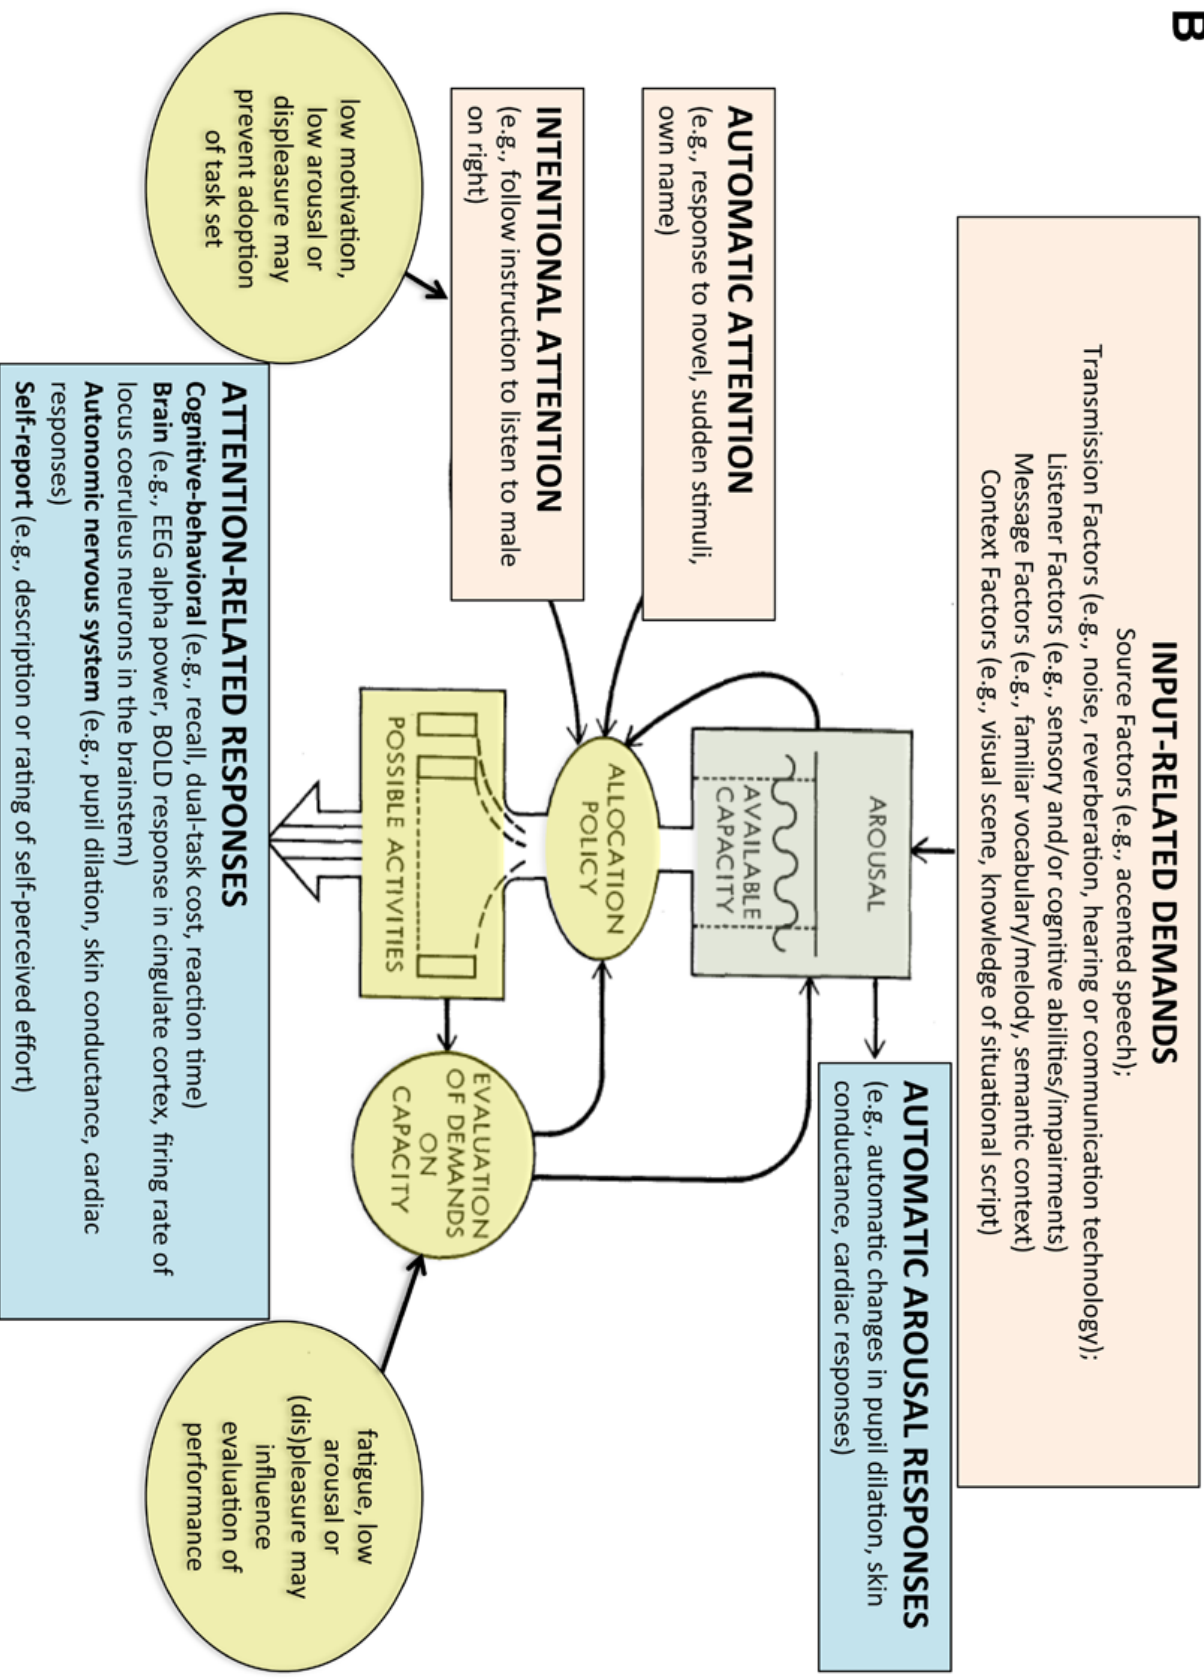 B
INPUT-RELATED DEMANDS
Source Factors (e.g., accented speech);
Transmission Factors (e.g., noise, reverberation, hearing or communication technology);
Listener Factors (e.g., sensory and/or cognitive abilities/impairments)
Message Factors (e.g., familiar vocabulary/melody, semantic context)
Context Factors (e.g., visual scene, knowledge of situational script)
AUTOMATIC ATTENTION
(e.g., response to novel, sudden stimuli,
own name)
AROUSAL
AVAILABLE
CAPACITY
AUTOMATIC AROUSAL RESPONSES
(e.g., automatic changes in pupil dilation, skin
conductance, cardiac responses)
INTENTIONAL ATTENTION
(e.g., follow instruction to listen to male
on right)
ALLOCATION
POLICY
low motivation,
low arousal or
displeasure may
prevent adoption
of task set
POSSIBLE ACTIVITIES
EVALUATION
OF DEMANDS
ON
CAPACITY
fatigue, low
arousal or
(dis)pleasure may
influence
evaluation of
performance
ATTENTION-RELATED RESPONSES
Cognitive-behavioral (e.g., recall, dual-task cost, reaction time)
Brain (e.g., EEG alpha power, BOLD response in cingulate cortex, firing rate of
locus coeruleus neurons in the brainstem)
Autonomic nervous system (e.g., pupil dilation, skin conductance, cardiac
responses)
Self-report (e.g., description or rating of self-perceived effort)